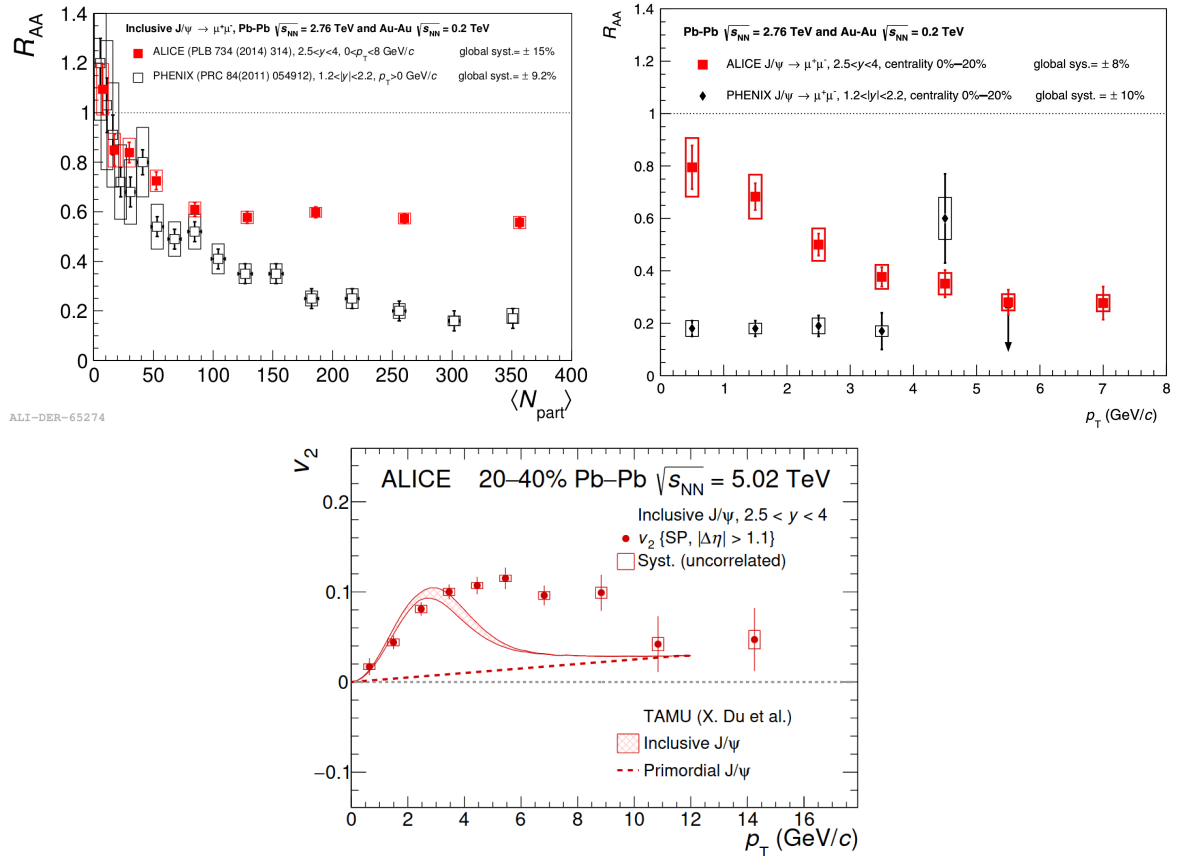 Inclusive J/ψ → μ⁺μ⁻, Pb-Pb √s_NN = 2.76 TeV and Au-Au √s_NN = 0.2 TeV
ALICE (PLB 734 (2014) 314), 2.5<y<4, 0<p_T<8 GeV/c global syst.= ± 15%
PHENIX (PRC 84(2011) 054912), 1.2<|y|<2.2, p_T>0 GeV/c global syst.= ± 9.2%
R_AA
1.4
1.2
1
0.8
0.6
0.4
0.2
0
0 50 100 150 200 250 300 350 400
⟨N_part⟩
ALI-DER-65274
Pb-Pb √s_NN = 2.76 TeV and Au-Au √s_NN = 0.2 TeV
ALICE J/ψ → μ⁺μ⁻, 2.5<y<4, centrality 0%–20% global sys.= ± 8%
PHENIX J/ψ → μ⁺μ⁻, 1.2<|y|<2.2, centrality 0%–20% global syst. = ± 10%
R_AA
1.4
1.2
1
0.8
0.6
0.4
0.2
0
0 1 2 3 4 5 6 7 8
p_T (GeV/c)
v_2
ALICE 20–40% Pb–Pb √s_NN = 5.02 TeV
Inclusive J/ψ, 2.5 < y < 4
v_2 {SP, |Δη| > 1.1}
Syst. (uncorrelated)
0.2
0.1
0
−0.1
TAMU (X. Du et al.)
Inclusive J/ψ
Primordial J/ψ
0 2 4 6 8 10 12 14 16
p_T (GeV/c)